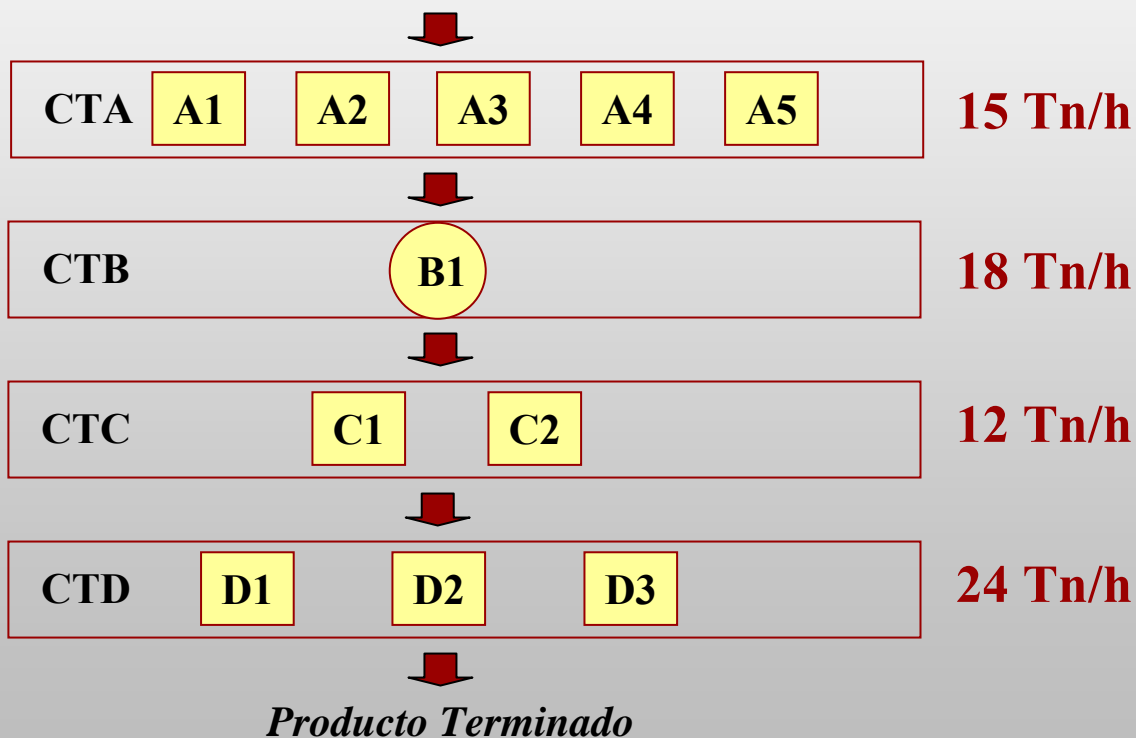 CTA A1 A2 A3 A4 A5 15 Tn/h
CTB B1 18 Tn/h
CTC C1 C2 12 Tn/h
CTD D1 D2 D3 24 Tn/h
Producto Terminado